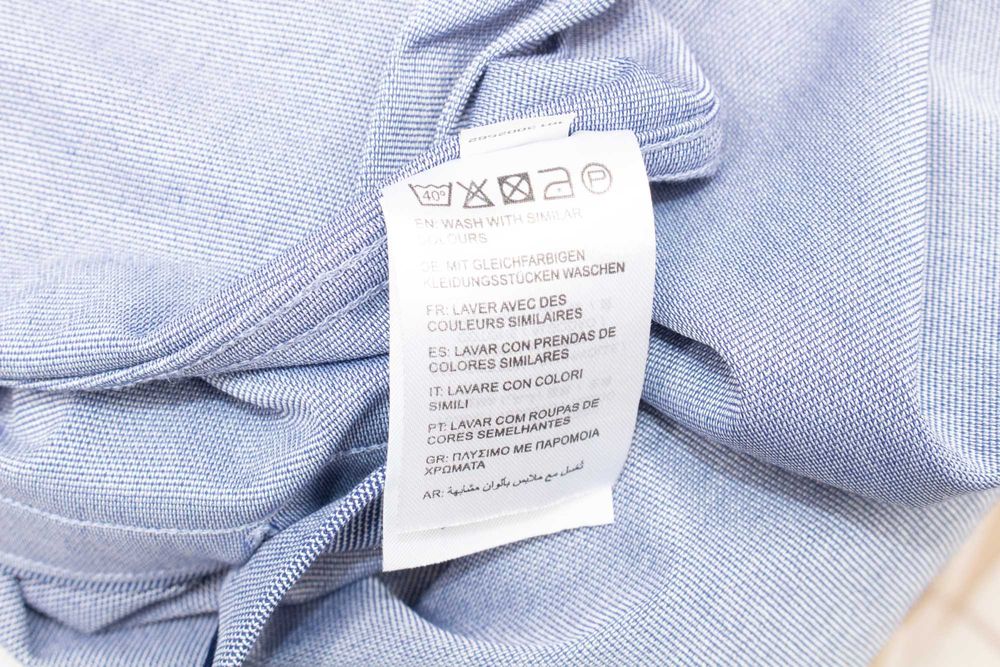 40°
P
EN: WASH WITH SIMILAR
COLOURS
DE: MIT GLEICHFARBIGEN
KLEIDUNGSSTÜCKEN WASCHEN
FR: LAVER AVEC DES
COULEURS SIMILAIRES
ES: LAVAR CON PRENDAS DE
COLORES SIMILARES
IT: LAVARE CON COLORI
SIMILI
PT: LAVAR COM ROUPAS DE
CORES SEMELHANTES
GR: ΠΛΥΣΙΜΟ ΜΕ ΠΑΡΟΜΟΙΑ
ΧΡΩΜΑΤΑ
AR: تُغسل مع ملابس بألوان مشابهة